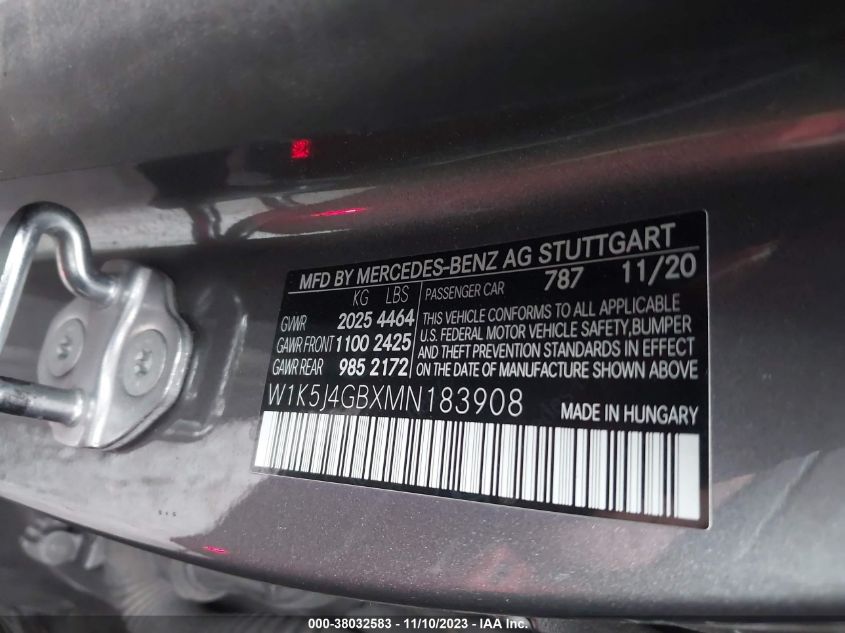 MFD BY MERCEDES-BENZ AG STUTTGART
KG LBS PASSENGER CAR 787 11/20
GVWR 2025 4464
GAWR FRONT 1100 2425
GAWR REAR 985 2172
THIS VEHICLE CONFORMS TO ALL APPLICABLE
U.S. FEDERAL MOTOR VEHICLE SAFETY,BUMPER
AND THEFT PREVENTION STANDARDS IN EFFECT
ON THE DATE OF MANUFACTURE SHOWN ABOVE
W1K5J4GBXMN183908 MADE IN HUNGARY
000-38032583 - 11/10/2023 - IAA Inc.